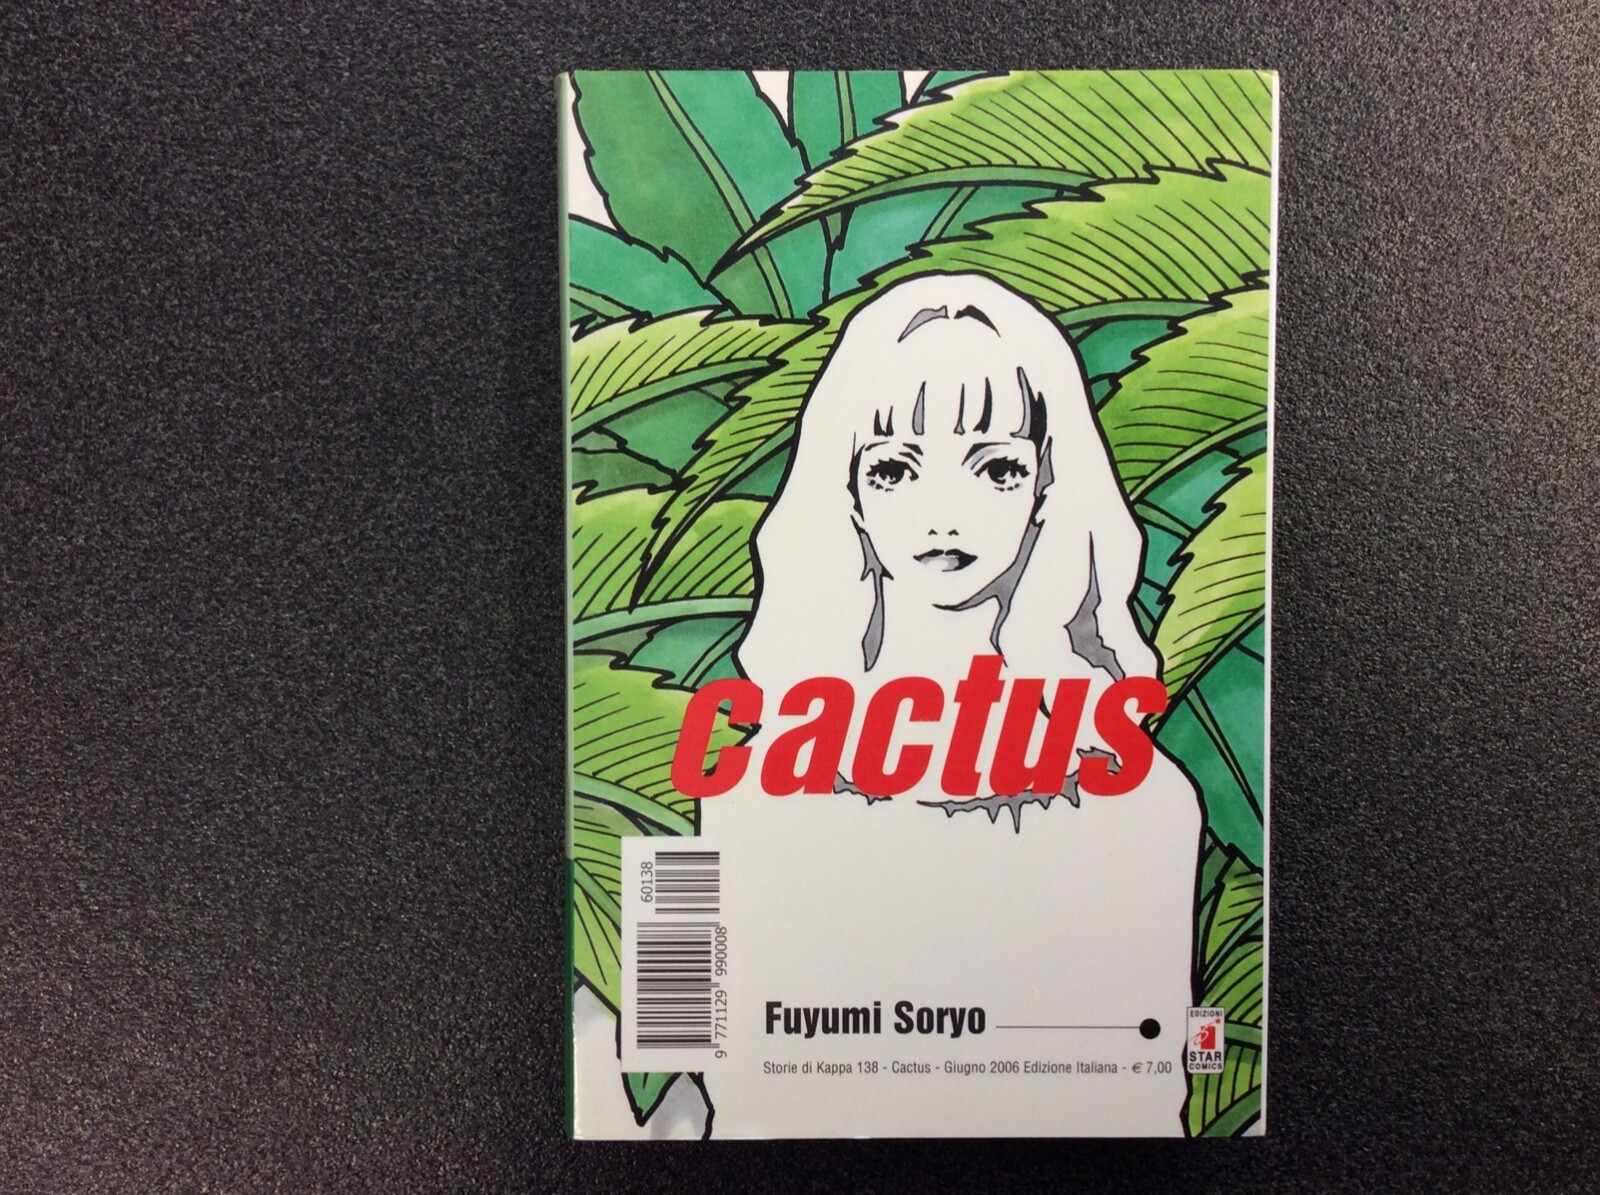 cactus
60138
9 771129 990008
Fuyumi Soryo
Storie di Kappa 138 - Cactus - Giugno 2006 Edizione Italiana - € 7,00
EDIZIONI
STAR
COMICS